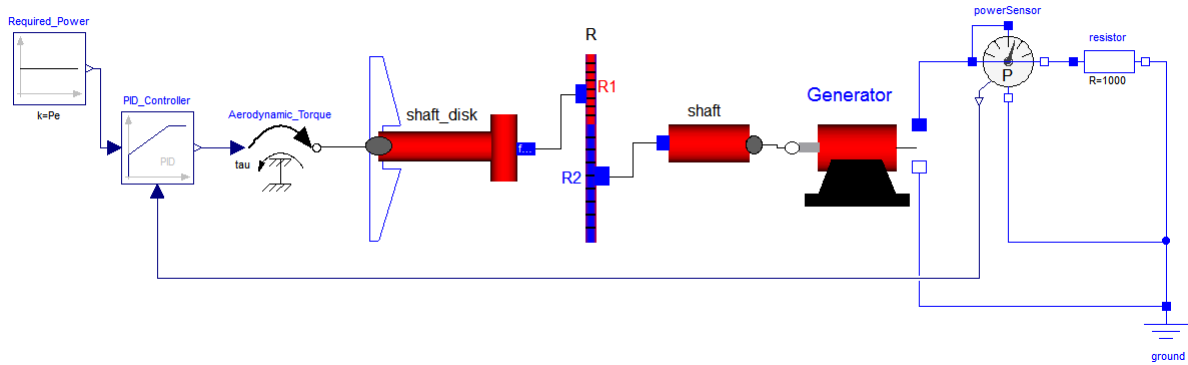 Required_Power
k=Pe
PID_Controller
PID
Aerodynamic_Torque
tau
shaft_disk
f...
R
R1
R2
shaft
Generator
powerSensor
P
resistor
R=1000
ground